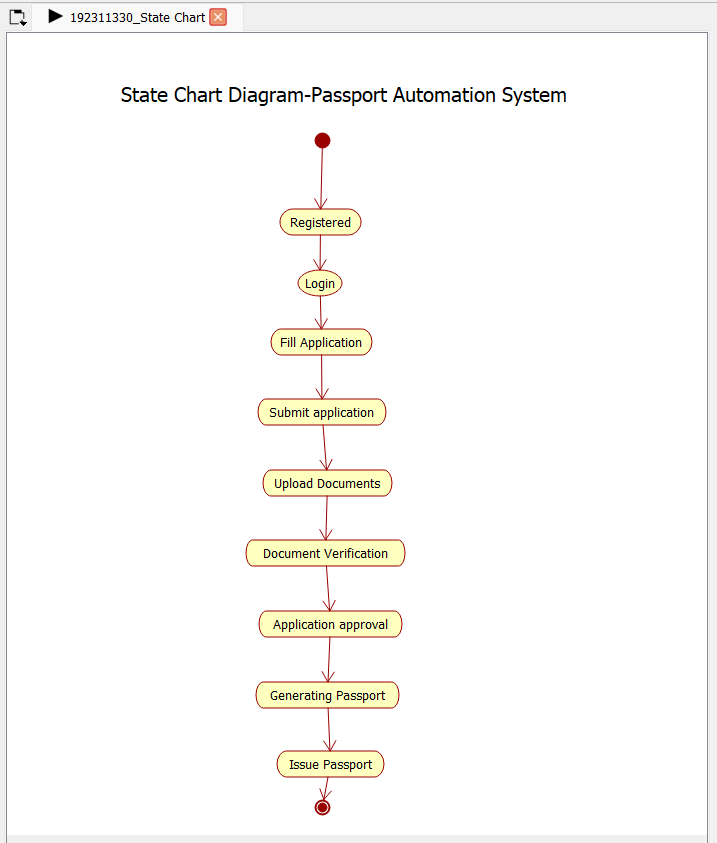 192311330_State Chart
State Chart Diagram-Passport Automation System
Registered
Login
Fill Application
Submit application
Upload Documents
Document Verification
Application approval
Generating Passport
Issue Passport